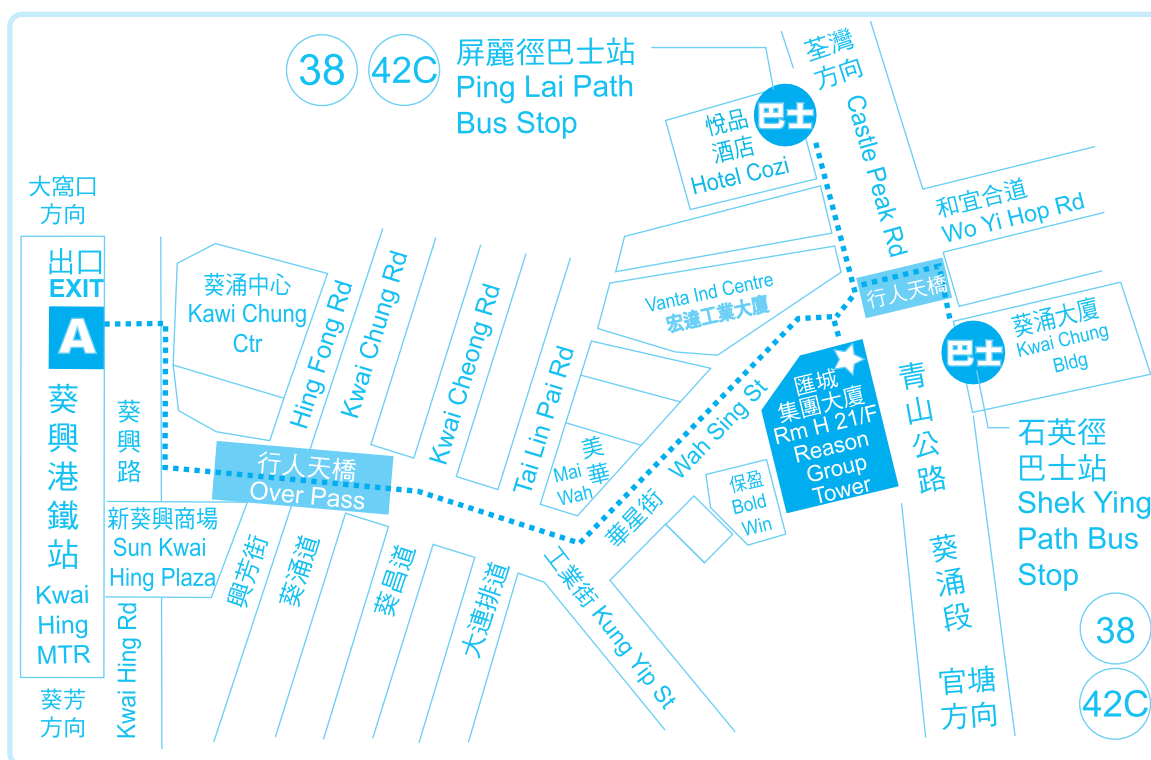 38
42C
屏麗徑巴士站
Ping Lai Path
Bus Stop
荃灣
方向
Castle Peak Rd
巴士
悅品
酒店
Hotel Cozi
和宜合道
Wo Yi Hop Rd
大窩口
方向
出口
EXIT
A
葵興港鐵站
Kwai
Hing
MTR
葵芳
方向
葵興路
Kwai Hing Rd
葵涌中心
Kawi Chung
Ctr
Hing Fong Rd
Kwai Chung Rd
Kwai Cheong Rd
Tai Lin Pai Rd
行人天橋
Over Pass
新葵興商場
Sun Kwai
Hing Plaza
興芳街
葵涌道
葵昌道
大連排道
工業街 Kung Yip St
Vanta Ind Centre
宏達工業大廈
美華
Mai
Wah
華星街 Wah Sing St
保盈
Bold
Win
匯城
集團大廈
Rm H 21/F
Reason
Group
Tower
行人天橋
巴士
葵涌大廈
Kwai Chung
Bldg
青山公路
葵涌段
官塘
方向
石英徑
巴士站
Shek Ying
Path Bus
Stop
38
42C